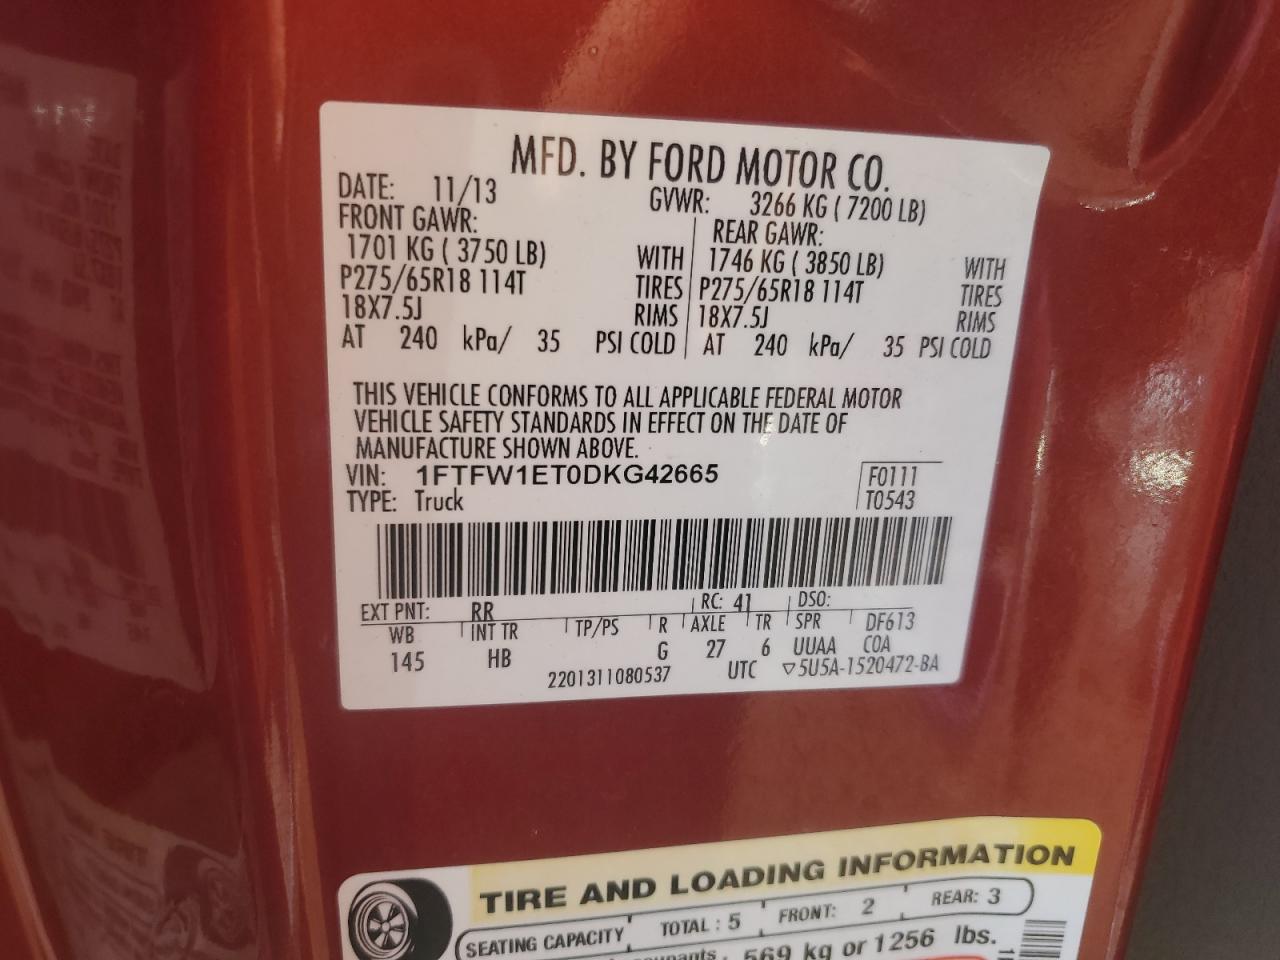 MFD. BY FORD MOTOR CO.
DATE: 11/13 GVWR: 3266 KG ( 7200 LB)
FRONT GAWR: REAR GAWR:
1701 KG ( 3750 LB) WITH 1746 KG ( 3850 LB) WITH
P275/65R18 114T TIRES P275/65R18 114T TIRES
18X7.5J RIMS 18X7.5J RIMS
AT 240 kPa/ 35 PSI COLD AT 240 kPa/ 35 PSI COLD
THIS VEHICLE CONFORMS TO ALL APPLICABLE FEDERAL MOTOR
VEHICLE SAFETY STANDARDS IN EFFECT ON THE DATE OF
MANUFACTURE SHOWN ABOVE.
VIN: 1FTFW1ET0DKG42665 F0111
TYPE: Truck T0543
EXT PNT: RR RC: 41 DSO:
WB INT TR TP/PS R AXLE TR SPR DF613
145 HB G 27 6 UUAA COA
2201311080537 UTC ▽5U5A-1520472-BA
TIRE AND LOADING INFORMATION
SEATING CAPACITY TOTAL : 5 FRONT: 2 REAR: 3
569 kg or 1256 lbs.